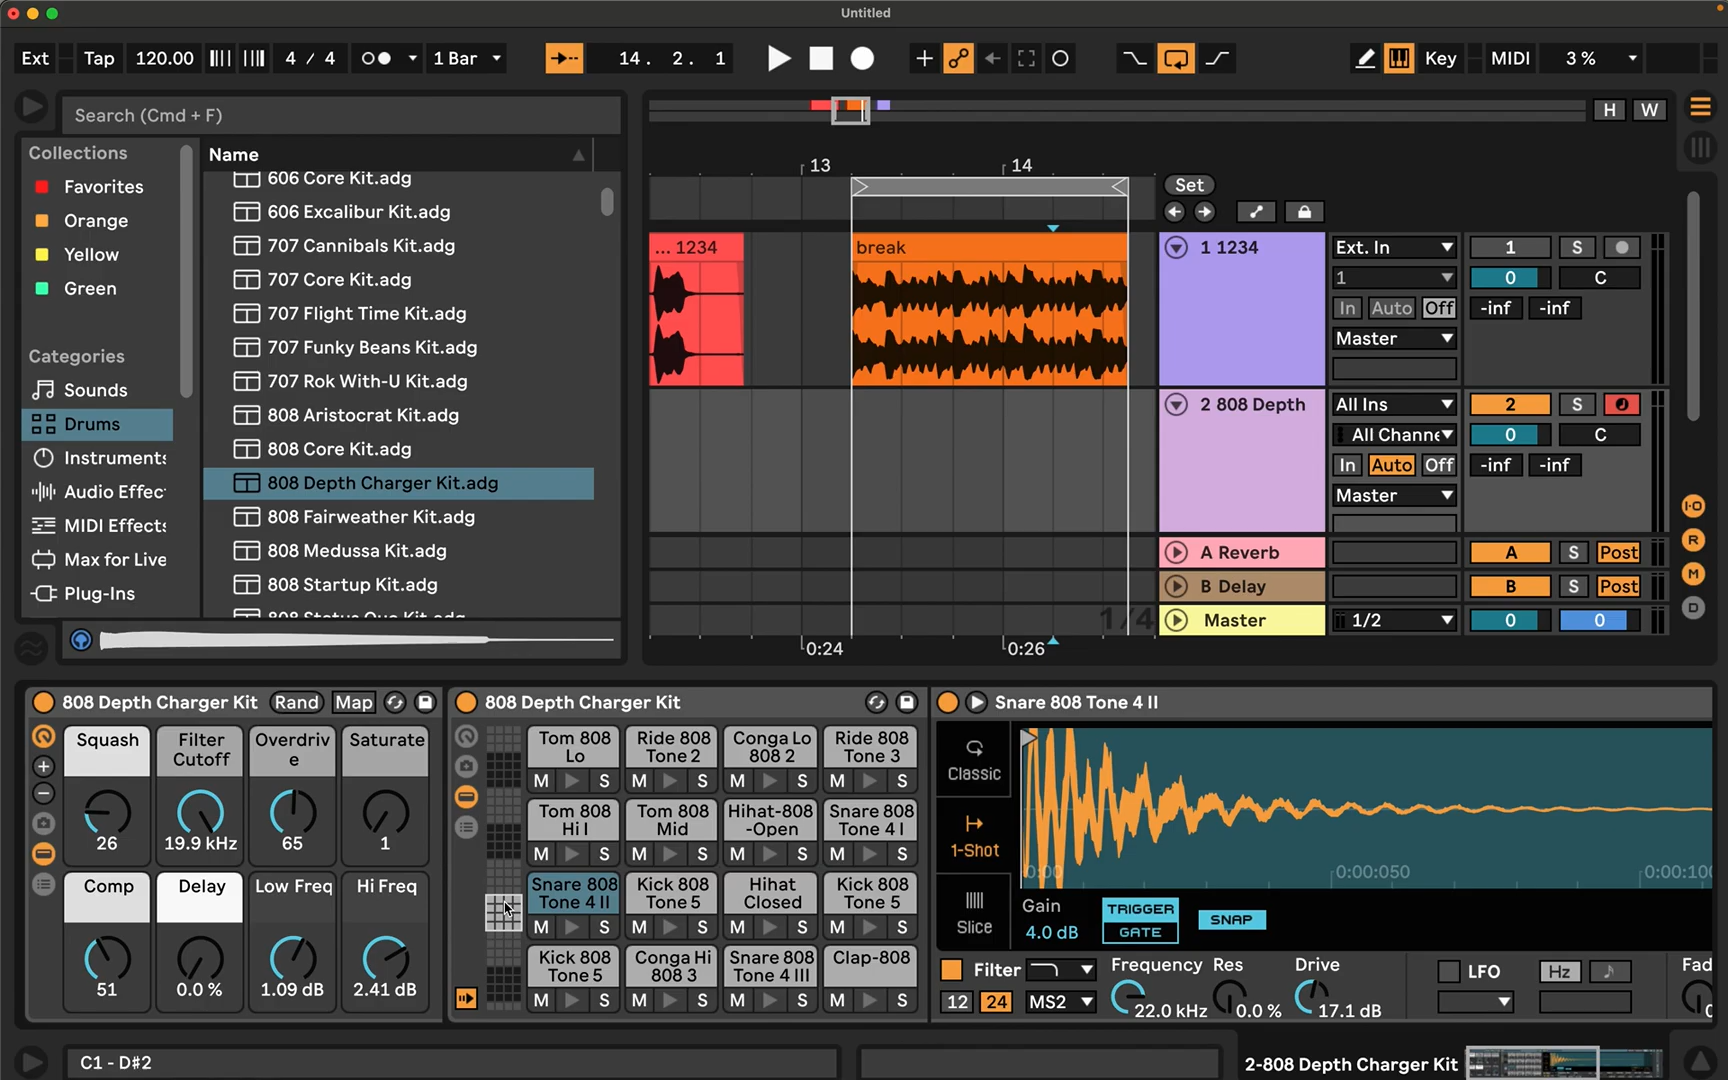 Untitled
Ext Tap 120.00 4 / 4 1 Bar 14. 2. 1 Key MIDI 3 %
Search (Cmd + F)
H W
Collections
Favorites
Orange
Yellow
Green
Categories
Sounds
Drums
Instruments
Audio Effec
MIDI Effects
Max for Live
Plug-Ins
Name
606 Core Kit.adg
606 Excalibur Kit.adg
707 Cannibals Kit.adg
707 Core Kit.adg
707 Flight Time Kit.adg
707 Funky Beans Kit.adg
707 Rok With-U Kit.adg
808 Aristocrat Kit.adg
808 Core Kit.adg
808 Depth Charger Kit.adg
808 Fairweather Kit.adg
808 Medussa Kit.adg
808 Startup Kit.adg
808 Status Quo Kit.adg
13 14
Set
... 1234 break
1 1234 Ext. In 1 S
1 0 C
In Auto Off -inf -inf
Master
2 808 Depth All Ins 2 S
All Channe 0 C
In Auto Off -inf -inf
Master
A Reverb A S Post
B Delay B S Post
1/4 Master 1/2 0 0
0:24 0:26
I·O
R
M
D
808 Depth Charger Kit Rand Map
Squash Filter Cutoff Overdriv e Saturate
26 19.9 kHz 65 1
Comp Delay Low Freq Hi Freq
51 0.0 % 1.09 dB 2.41 dB
808 Depth Charger Kit
Tom 808 Lo Ride 808 Tone 2 Conga Lo 808 2 Ride 808 Tone 3
M S M S M S M S
Tom 808 Hi I Tom 808 Mid Hihat-808 -Open Snare 808 Tone 4 I
M S M S M S M S
Snare 808 Tone 4 II Kick 808 Tone 5 Hihat Closed Kick 808 Tone 5
M S M S M S M S
Kick 808 Tone 5 Conga Hi 808 3 Snare 808 Tone 4 III Clap-808
M S M S M S M S
Snare 808 Tone 4 II
Classic
1-Shot
Slice
0:00 0:00:050 0:00:100
Gain TRIGGER SNAP
4.0 dB GATE
Filter Frequency Res Drive LFO Hz Fad
12 24 MS2 22.0 kHz 0.0 % 17.1 dB
C1 - D#2
2-808 Depth Charger Kit